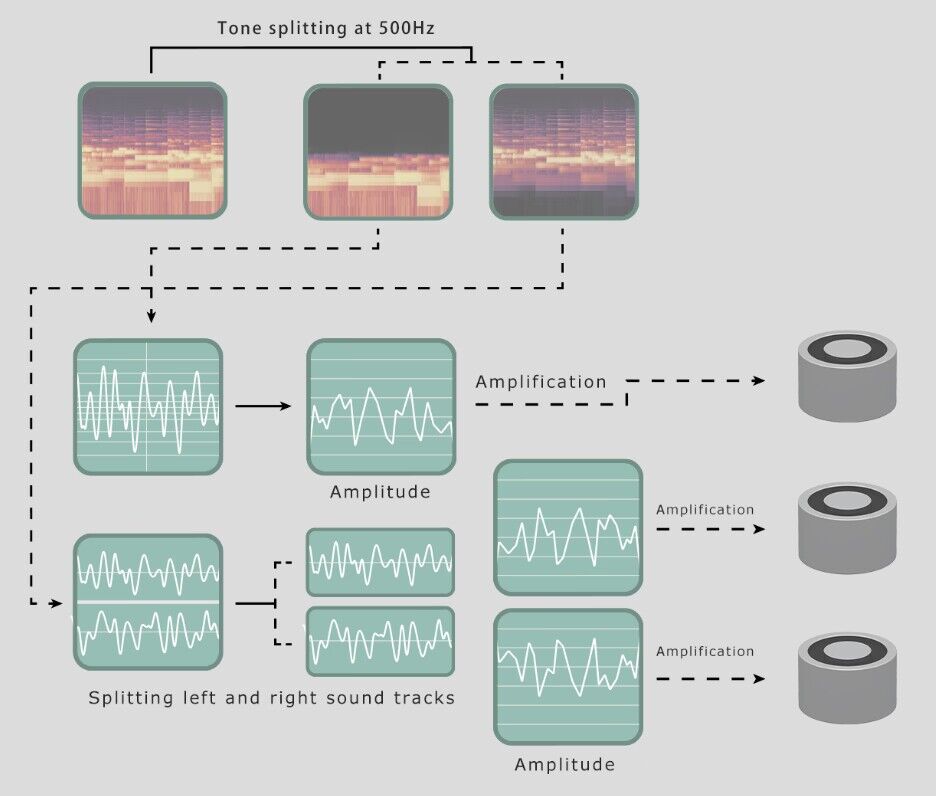 Tone splitting at 500Hz
Amplification
Amplitude
Amplification
Amplification
Splitting left and right sound tracks
Amplitude